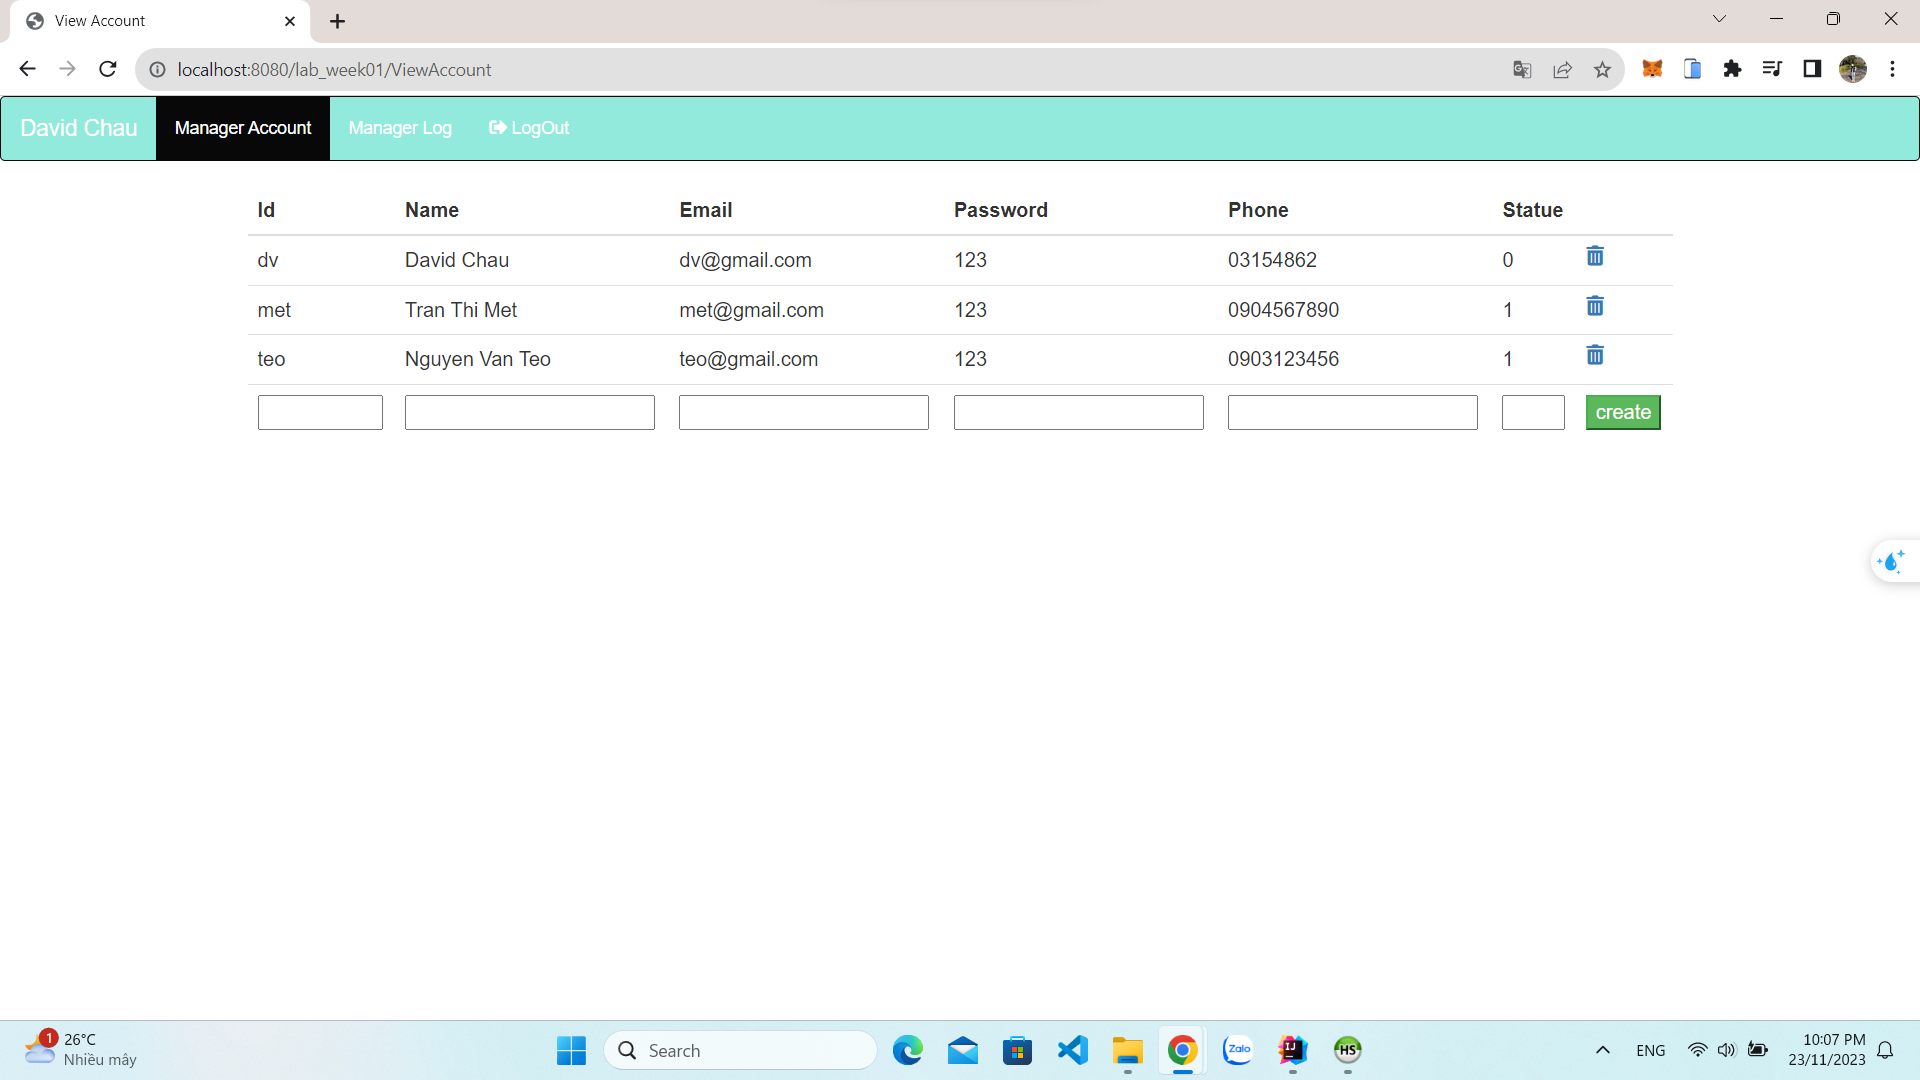 View Account
localhost:8080/lab_week01/ViewAccount
David Chau Manager Account Manager Log LogOut
Id Name Email Password Phone Statue
dv David Chau dv@gmail.com 123 03154862 0
met Tran Thi Met met@gmail.com 123 0904567890 1
teo Nguyen Van Teo teo@gmail.com 123 0903123456 1
create
1 26°C
Nhiều mây
Search
Zalo
IJ
HS
ENG
10:07 PM
23/11/2023